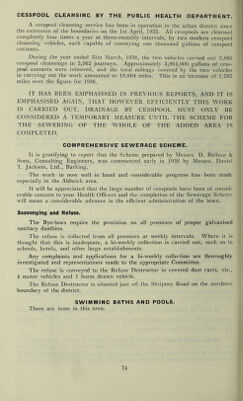 CESSPOOL CLEANSING BY THE PUBLIC HEALTH DEPARTMENT.
A cesspool cleansing service has been in operation in the urban district since
the extension of the boundaries on the 1st April, 1933. All cesspools are cleansed
completely four times a year at three-monthly intervals, by two modern cesspool
cleansing vehicles, each capable of conveying one thousand gallons of cesspool
contents.
During the year ended 31st March, 1938, the two vehicles carried out
cesspool cleansings in 3,962 journeys. Approximately 3,961,000 gallons of cess-
pool contents were removed, and the total mileage covered by the two vehicles
in carrying out the work amounted to 19,004 miles. This is an increase of 1,785
miles over the figure for 1938.
IT HAS BEEN EMPHASISED IN PREVIOUS REPORTS, AND IT IS
EMPHASISED AGAIN, THAT HOWEVER EFFICIENTLY THIS WORK
IS CARRIED OUT, DRAINAGE BY CESSPOOL MUST ONLY BE
CONSIDERED A TEMPORARY MEASURE UNTIL THE SCHEME FOR
THE SEWERING OF THE WHOLE OF THE ADDED AREA IS
COMPLETED.
COMPREHENSIVE SEWERAGE SCHEME.
It is gratifying to report that the Scheme prepared by Messrs. D. Balfour &
Sons, Consulting Engineers, was commenced early in 1938 by Messrs. Daniel
T. Jackson, Ltd., Barking.
The work is now well in hand and considerable progress has been made
especially in the Aldwick area.
It will be appreciated that the large number of cesspools have been of consid-
erable concern to your Health Officers and the completion of the Sewerage Scheme
will mean a considerable advance in the efficient administration of the town.
Scavenging and Refuse.
The Bye-laws require the provision on all premises of proper galvanized
sanitary dustbins.
The refuse is collected from all premises at weekly intervals. Where it is
thought that this is inadequate, a bi-weekly collection is carried out, such as in
schools, hotels, and other large establishments.
Any complaints and applications for a bi-weekly collection are thoroughly
investigated and representations made to the appropriate Committee.
The refuse is conveyed to the Refuse Destructor in covered dust carts, viz.,
4 motor vehicles and 1 horse drawn vehicle.
The Refuse Destructor is situated just off the Shripney Road on the northern
boundary of the district.
SWIMMING BATHS AND POOLS.
There are none in this area.
74